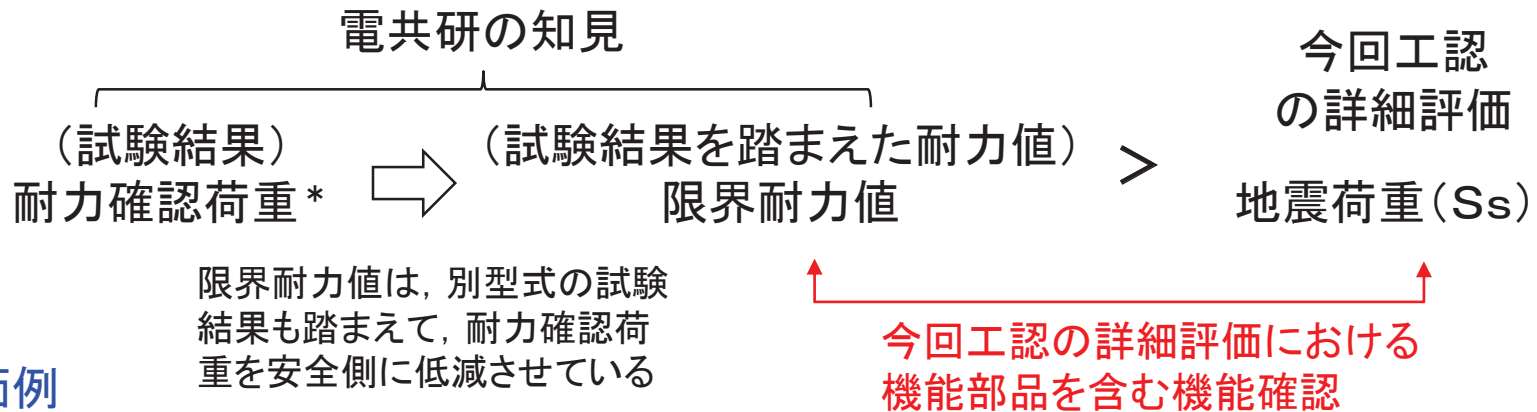 電共研の知見
今回工認
の詳細評価
（試験結果）
耐力確認荷重*
（試験結果を踏まえた耐力値）
限界耐力値
＞
地震荷重（Ss）
限界耐力値は，別型式の試験
結果も踏まえて，耐力確認荷
重を安全側に低減させている
今回工認の詳細評価における
機能部品を含む機能確認
価例